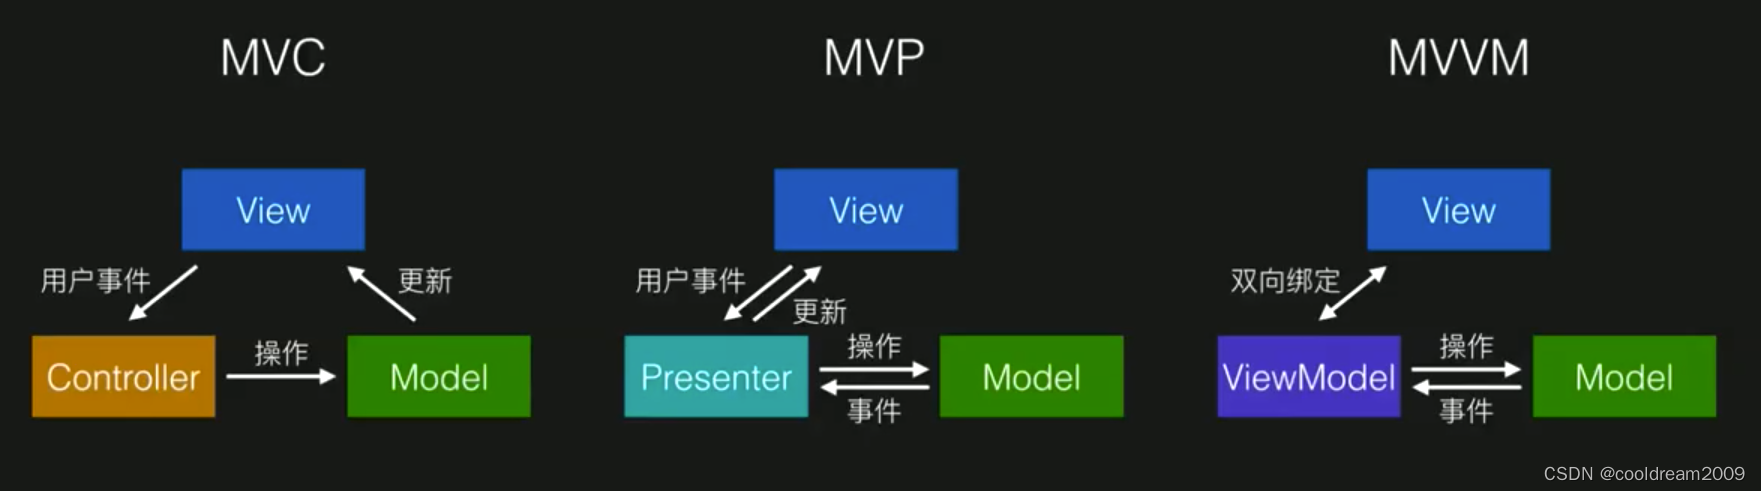 MVC
MVP
MVVM
View
View
View
用户事件
更新
用户事件
更新
双向绑定
Controller
操作
Model
Presenter
操作
事件
Model
ViewModel
操作
事件
Model
CSDN @cooldream2009